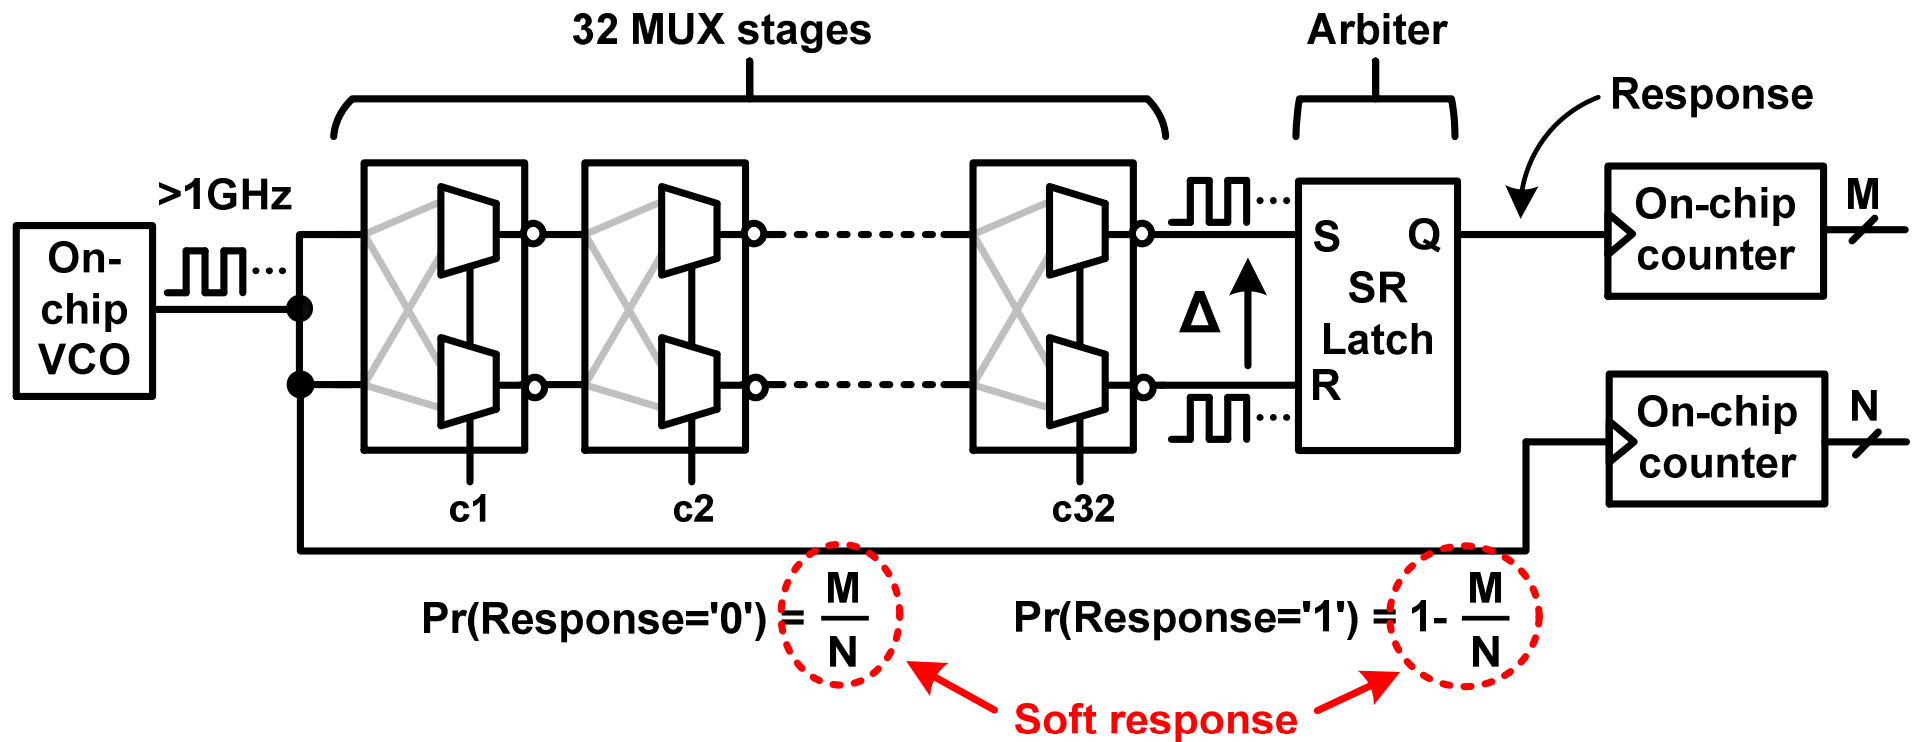 32 MUX stages
Arbiter
Response
>1GHz
On-
chip
VCO
S
Q
SR
Latch
R
Δ
On-chip
counter
M
On-chip
counter
N
c1
c2
c32
Pr(Response='0') = M/N
Pr(Response='1') = 1- M/N
Soft response